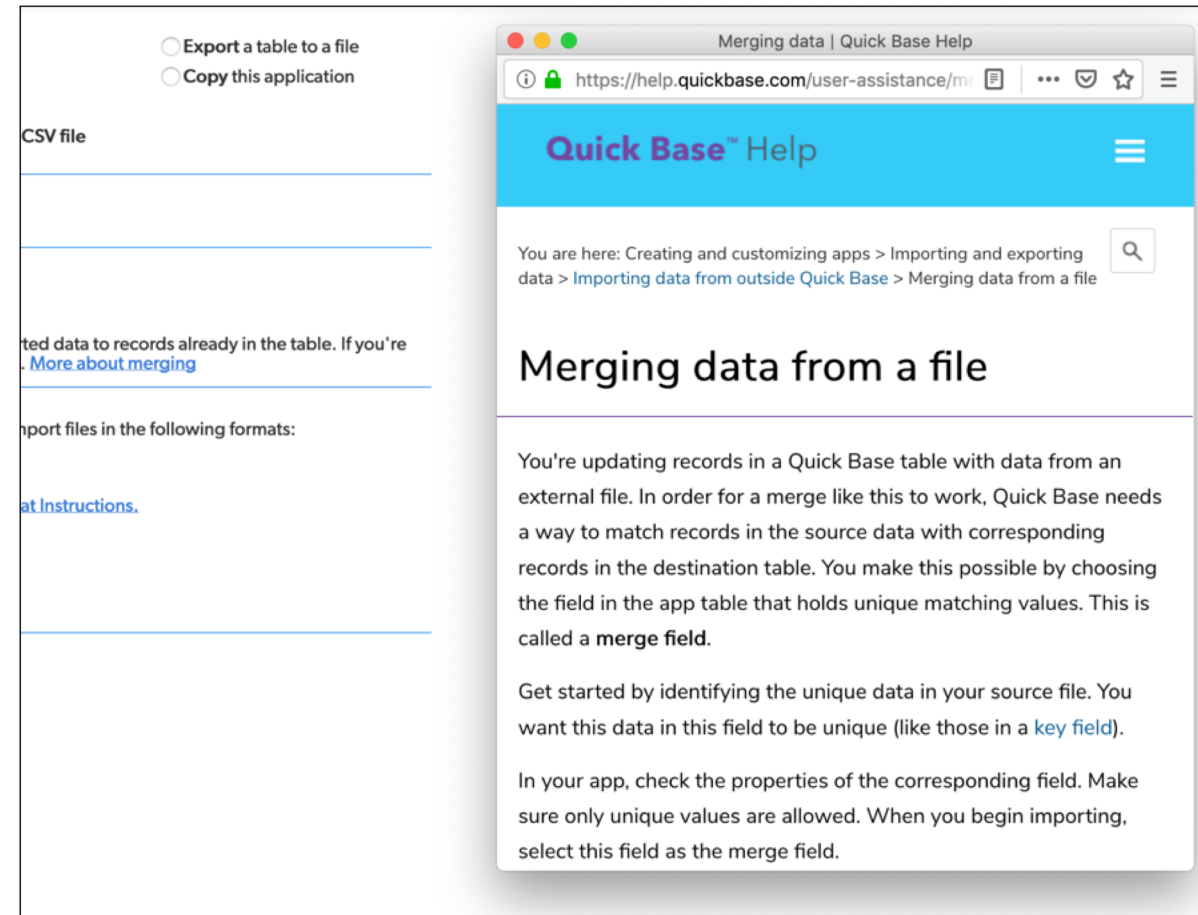 Export a table to a file
Copy this application
CSV file
ted data to records already in the table. If you're
. More about merging
port files in the following formats:
at Instructions.
Merging data | Quick Base Help
https://help.quickbase.com/user-assistance/me
Quick Base™ Help
You are here: Creating and customizing apps > Importing and exporting
data > Importing data from outside Quick Base > Merging data from a file
Merging data from a file
You're updating records in a Quick Base table with data from an
external file. In order for a merge like this to work, Quick Base needs
a way to match records in the source data with corresponding
records in the destination table. You make this possible by choosing
the field in the app table that holds unique matching values. This is
called a merge field.
Get started by identifying the unique data in your source file. You
want this data in this field to be unique (like those in a key field).
In your app, check the properties of the corresponding field. Make
sure only unique values are allowed. When you begin importing,
select this field as the merge field.